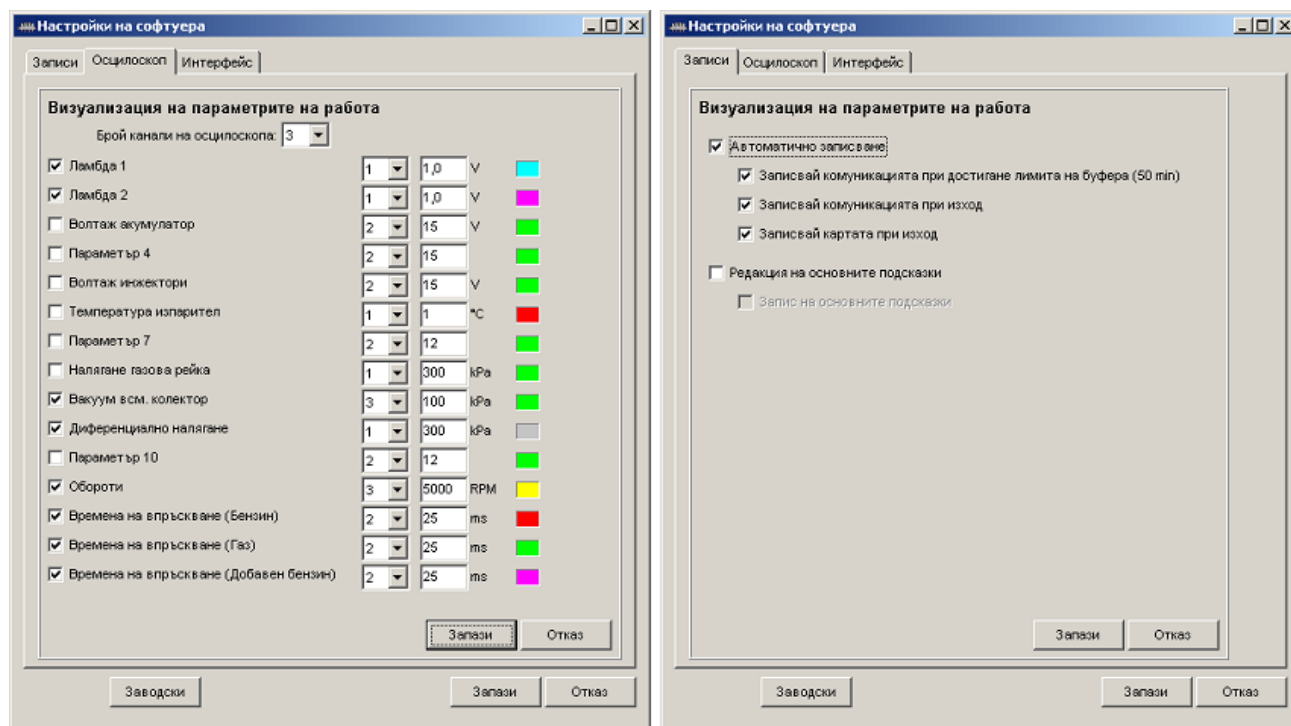 Настройки на софтуера
Записи Осцилоскоп Интерфейс
Визуализация на параметрите на работа
Брой канали на осцилоскопа: 3
Ламбда 1 1 1,0 V
Ламбда 2 1 1,0 V
Волтаж акумулатор 2 15 V
Параметър 4 2 15
Волтаж инжектори 2 15 V
Температура изпарител 1 1 °C
Параметър 7 2 12
Налягане газова рейка 1 300 kPa
Вакуум всм. колектор 3 100 kPa
Диференциално налягане 1 300 kPa
Параметър 10 2 12
Обороти 3 5000 RPM
Времена на впръскване (Бензин) 2 25 ms
Времена на впръскване (Газ) 2 25 ms
Времена на впръскване (Добавен бензин) 2 25 ms
Запази Отказ
Заводски Запази Отказ
Настройки на софтуера
Записи Осцилоскоп Интерфейс
Визуализация на параметрите на работа
Автоматично записване
Записвай комуникацията при достигане лимита на буфера (50 min)
Записвай комуникацията при изход
Записвай картата при изход
Редакция на основните подсказки
Запис на основните подсказки
Запази Отказ
Заводски Запази Отказ